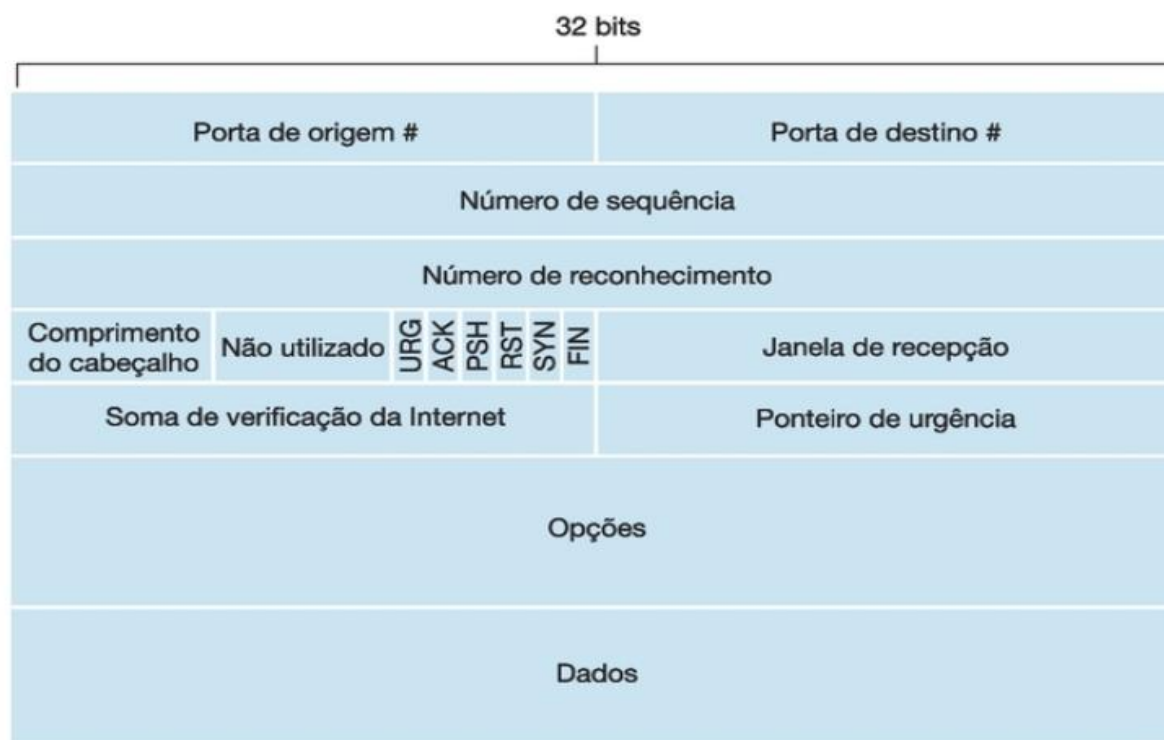 32 bits
Porta de origem #
Porta de destino #
Número de sequência
Número de reconhecimento
Comprimento
do cabeçalho
Não utilizado
URG
ACK
PSH
RST
SYN
FIN
Janela de recepção
Soma de verificação da Internet
Ponteiro de urgência
Opções
Dados